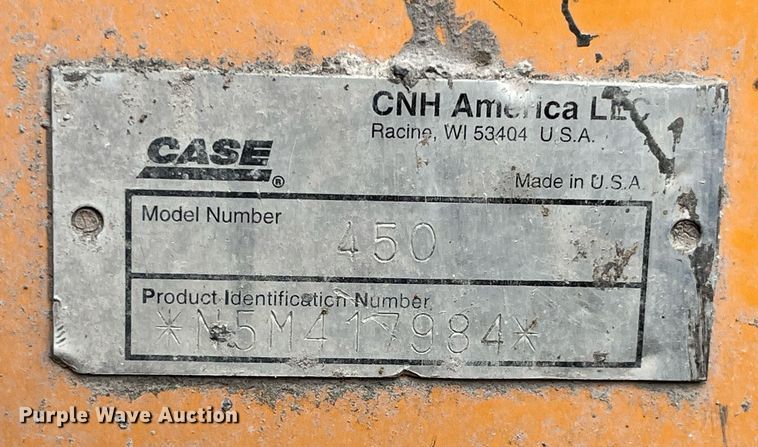 CNH America LLC
Racine, WI 53404 U.S.A.
CASE®
Made in U.S.A.
Model Number
450
Product Identification Number
*N5M417984*
Purple Wave Auction